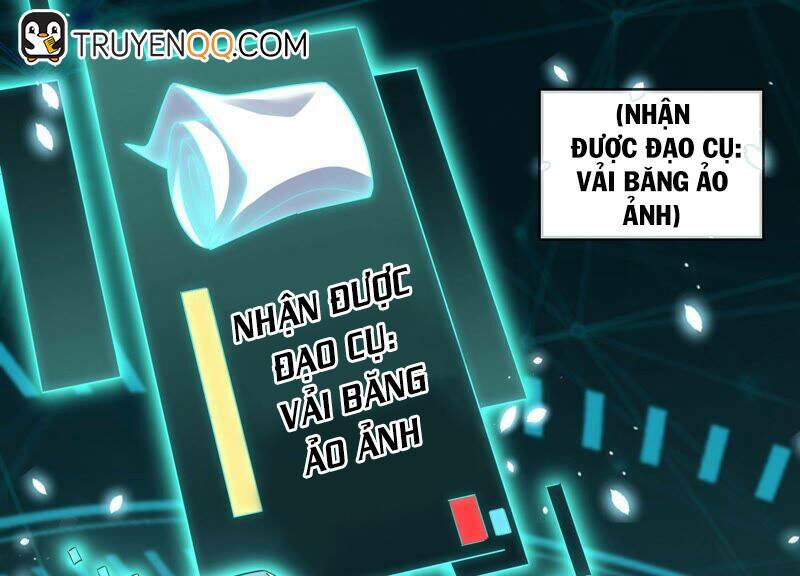 TRUYENQQ.COM
(NHẬN
ĐƯỢC ĐẠO CỤ:
VẢI BĂNG ẢO
ẢNH)
NHẬN ĐƯỢC
ĐẠO CỤ:
VẢI BĂNG
ẢO ẢNH